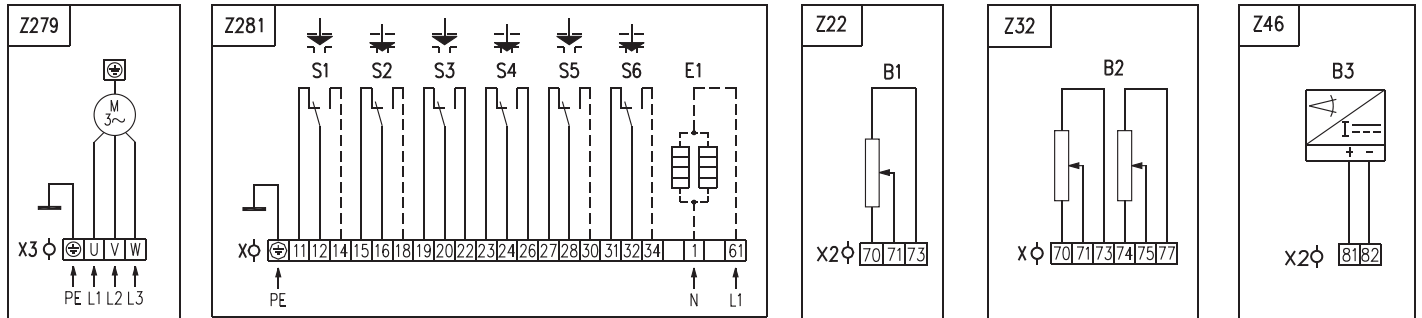 Z279
M
3~
X3
U V W
PE L1 L2 L3
Z281
S1 S2 S3 S4 S5 S6 E1
X
11 12 14 15 16 18 19 20 22 23 24 26 27 28 30 31 32 34 1 61
PE N L1
Z22
B1
X2
70 71 73
Z32
B2
X
70 71 73 74 75 77
Z46
B3
I
+ -
X2
81 82